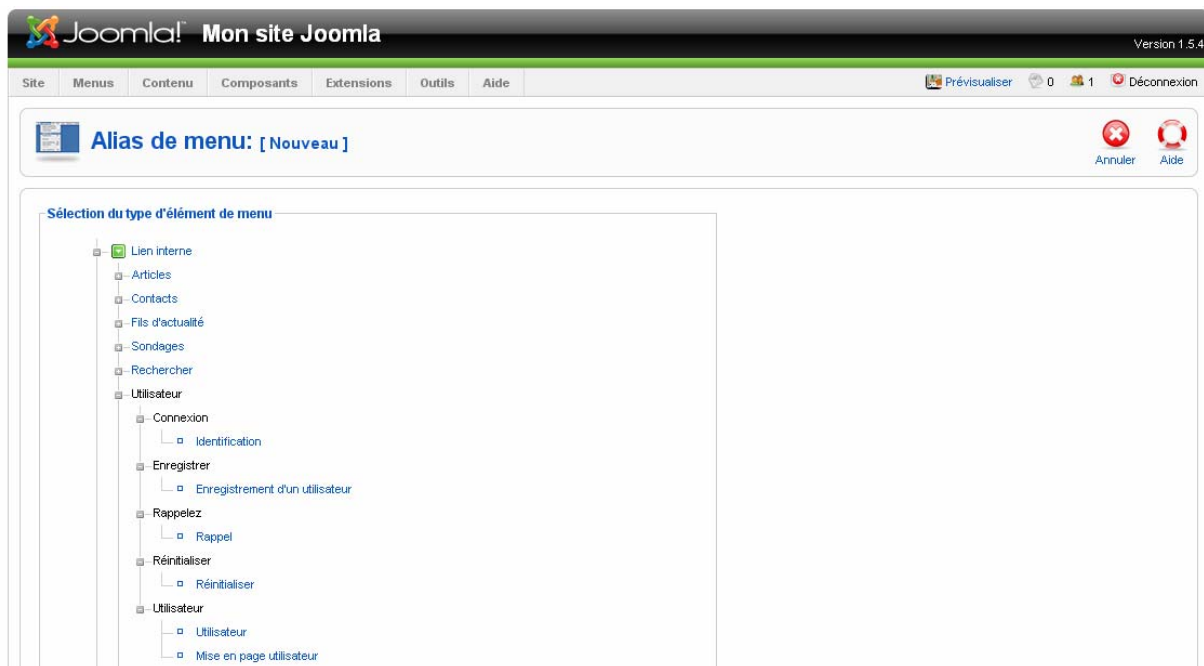 Joomla! Mon site Joomla
Version 1.5.4
Site Menus Contenu Composants Extensions Outils Aide Prévisualiser 0 1 Déconnexion
Alias de menu: [ Nouveau ]
Annuler Aide
Sélection du type d'élément de menu
Lien interne
Articles
Contacts
Fils d'actualité
Sondages
Rechercher
Utilisateur
Connexion
Identification
Enregistrer
Enregistrement d'un utilisateur
Rappelez
Rappel
Réinitialiser
Réinitialiser
Utilisateur
Utilisateur
Mise en page utilisateur